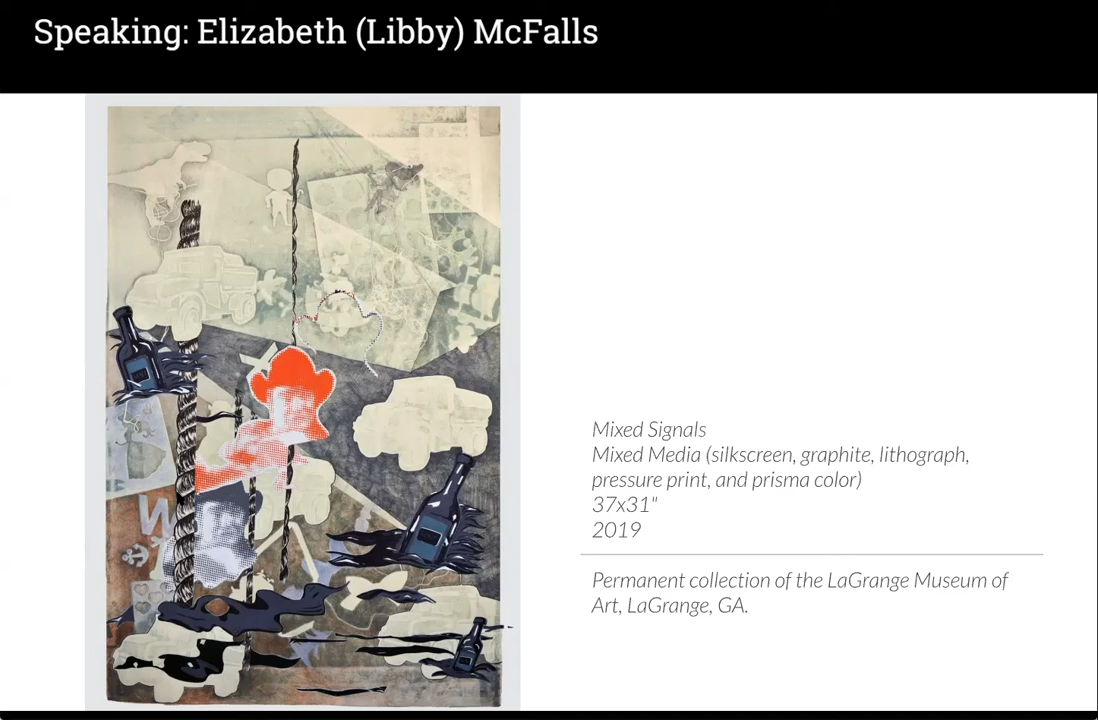 Speaking: Elizabeth (Libby) McFalls
Mixed Signals
Mixed Media (silkscreen, graphite, lithograph,
pressure print, and prisma color)
37x31"
2019
Permanent collection of the LaGrange Museum of
Art, LaGrange, GA.
W